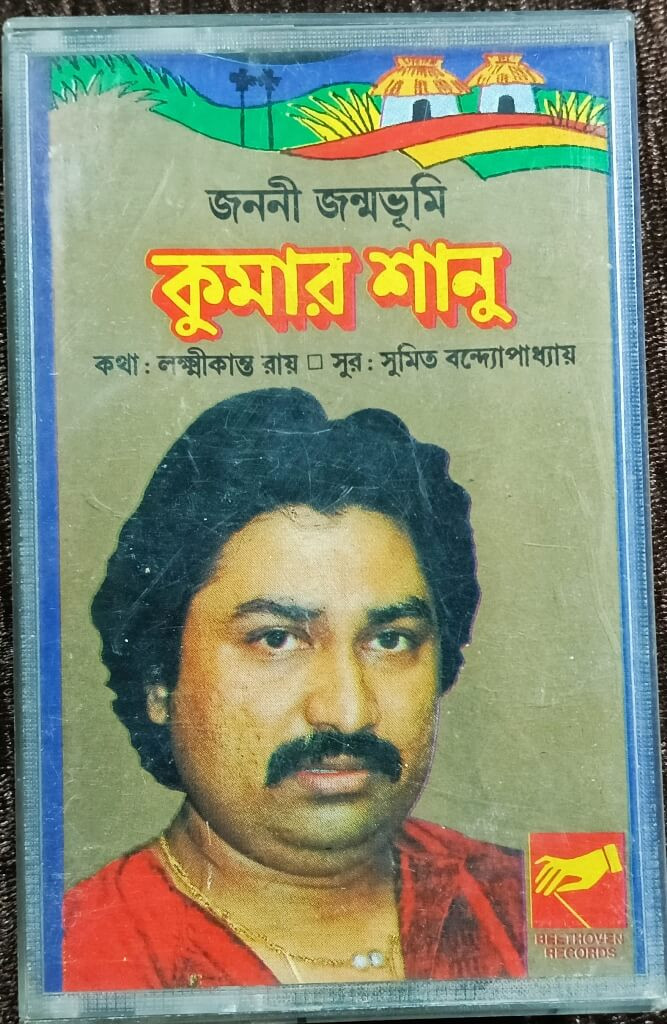 জননী জন্মভূমি
কুমার শানু
কথা : লক্ষ্মীকান্ত রায় □ সুর : সুমিত বন্দ্যোপাধ্যায়
BEETHOVEN
RECORDS